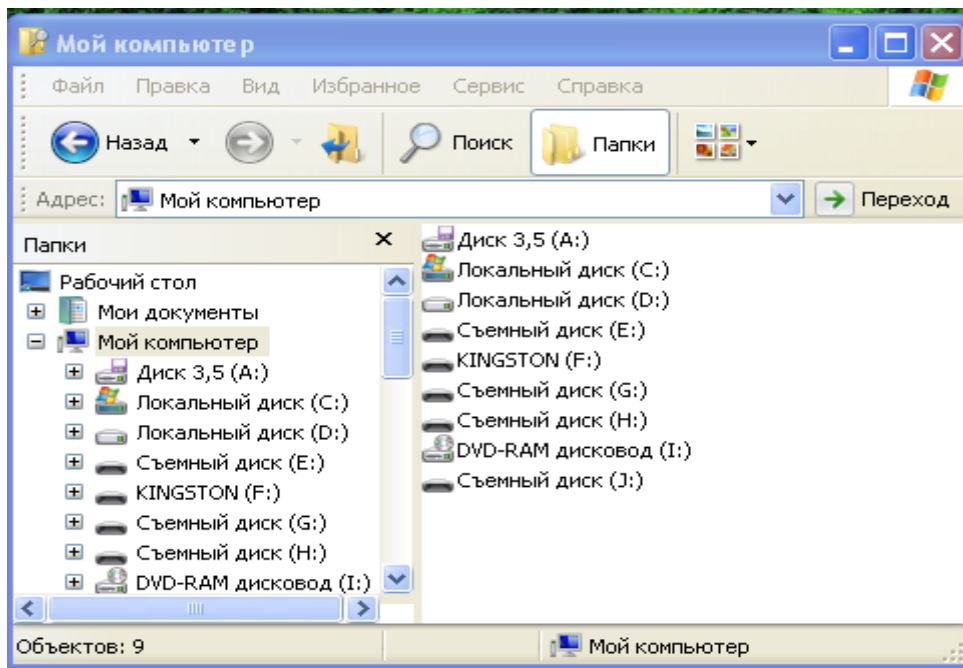 Мой компьютер
Файл Правка Вид Избранное Сервис Справка
Назад Поиск Папки
Адрес: Мой компьютер Переход
Папки
Рабочий стол
Мои документы
Мой компьютер
Диск 3,5 (A:)
Локальный диск (C:)
Локальный диск (D:)
Съемный диск (E:)
KINGSTON (F:)
Съемный диск (G:)
Съемный диск (H:)
DVD-RAM дисковод (I:)
Диск 3,5 (A:)
Локальный диск (C:)
Локальный диск (D:)
Съемный диск (E:)
KINGSTON (F:)
Съемный диск (G:)
Съемный диск (H:)
DVD-RAM дисковод (I:)
Съемный диск (J:)
Объектов: 9 Мой компьютер